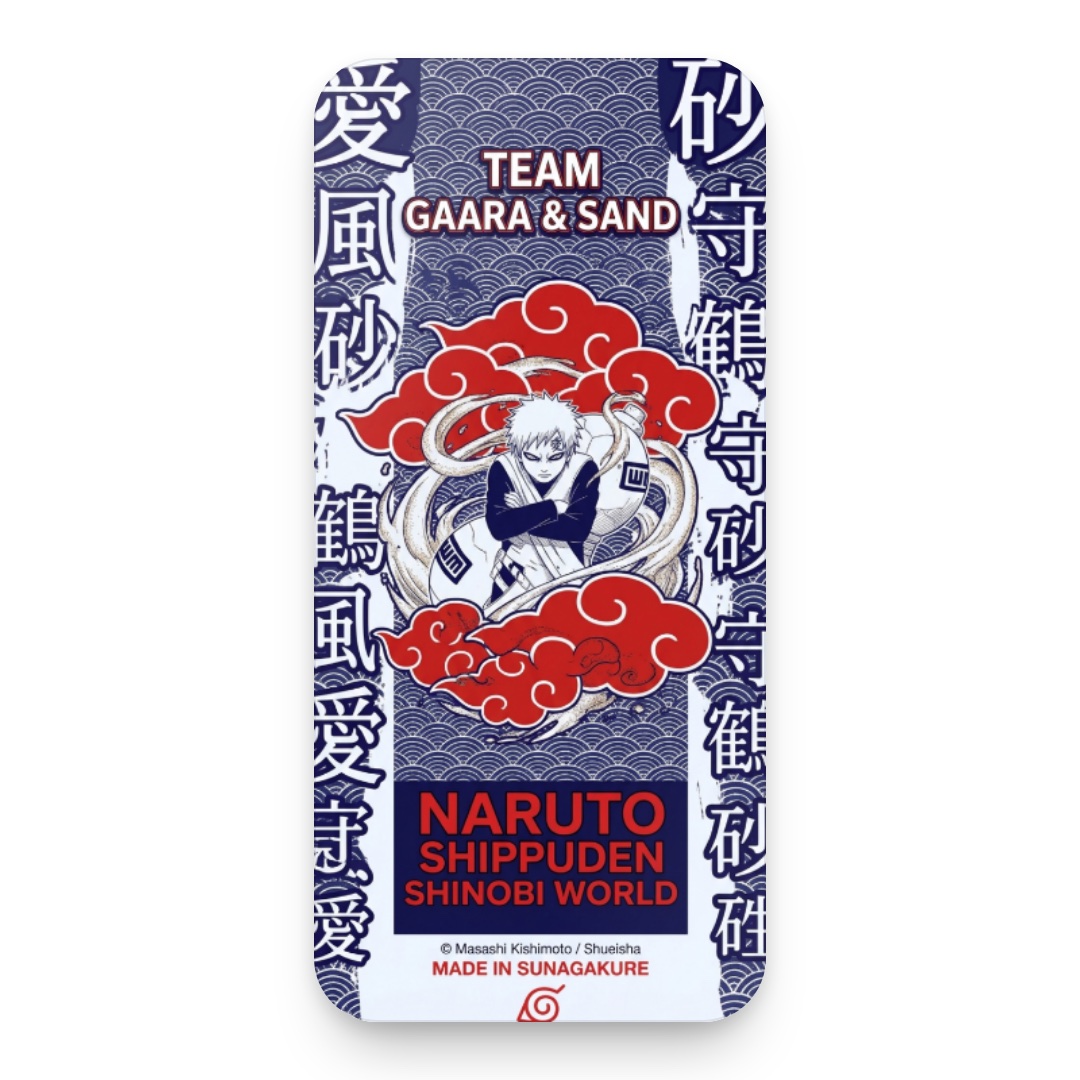 愛
風
砂
鶴
風
愛
守
愛
砂
守
鶴
守
砂
守
鶴
砂
硅
TEAM
GAARA & SAND
NARUTO
SHIPPUDEN
SHINOBI WORLD
© Masashi Kishimoto / Shueisha
MADE IN SUNAGAKURE